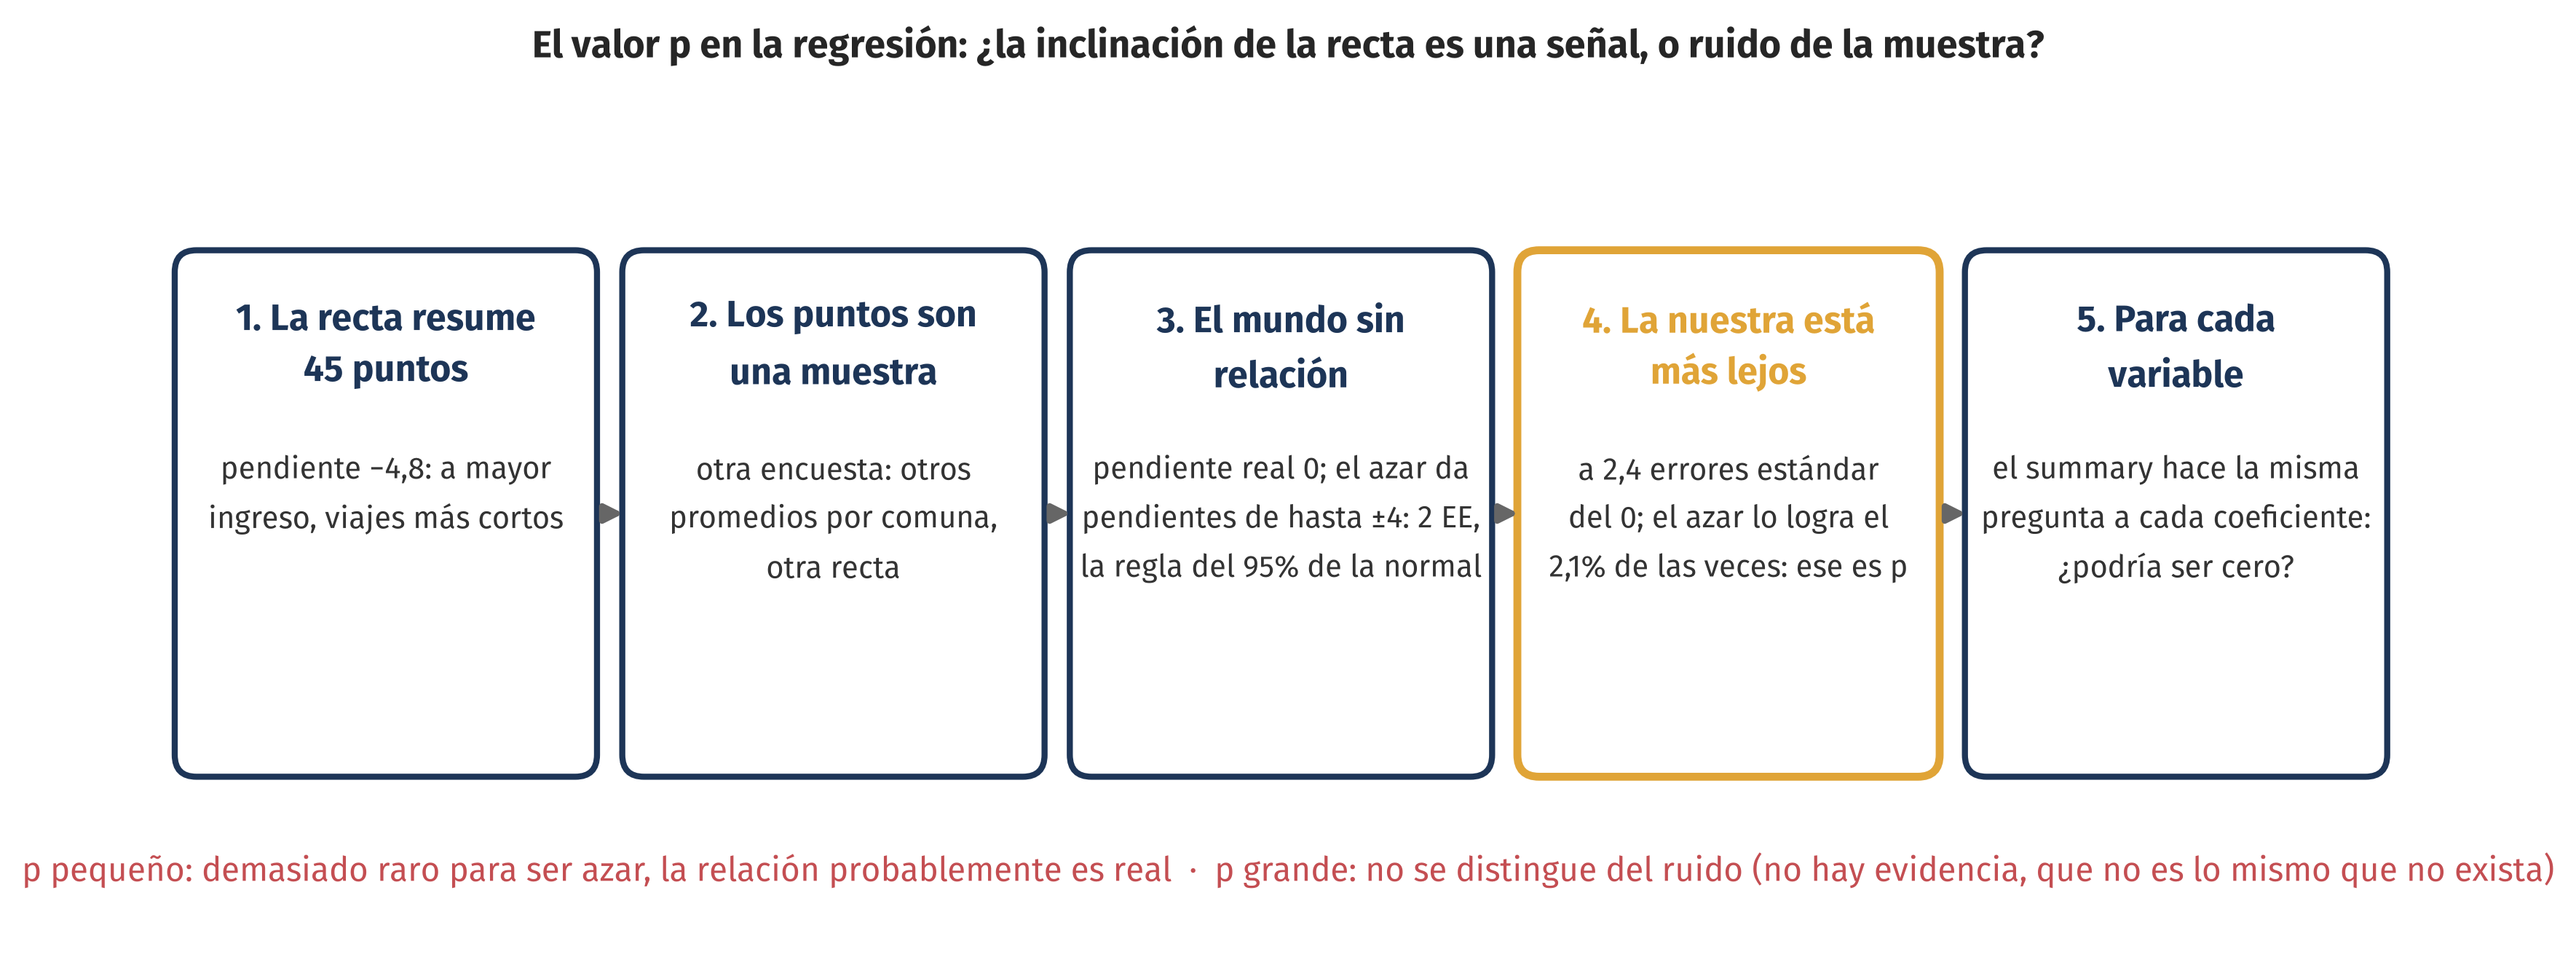 El valor p en la regresión: ¿la inclinación de la recta es una señal, o ruido de la muestra?
1. La recta resume
45 puntos
pendiente −4,8: a mayor
ingreso, viajes más cortos
2. Los puntos son
una muestra
otra encuesta: otros
promedios por comuna,
otra recta
3. El mundo sin
relación
pendiente real 0; el azar da
pendientes de hasta ±4: 2 EE,
la regla del 95% de la normal
4. La nuestra está
más lejos
a 2,4 errores estándar
del 0; el azar lo logra el
2,1% de las veces: ese es p
5. Para cada
variable
el summary hace la misma
pregunta a cada coeficiente:
¿podría ser cero?
p pequeño: demasiado raro para ser azar, la relación probablemente es real · p grande: no se distingue del ruido (no hay evidencia, que no es lo mismo que no exista)